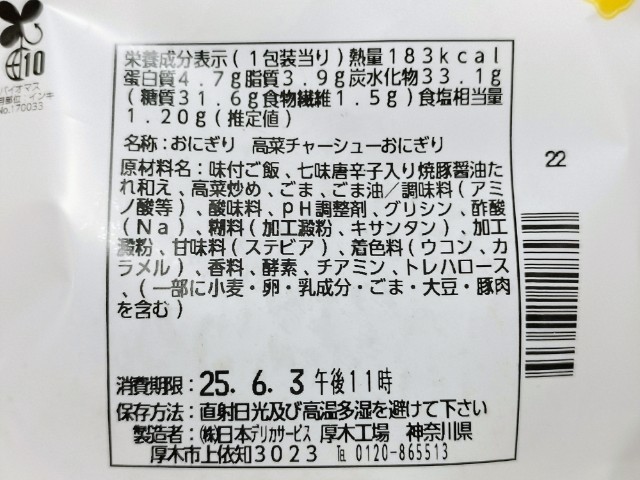 10
バイオマス
インキ
No.170033
栄養成分表示(1包装当り)熱量183kcal
蛋白質4.7g脂質3.9g炭水化物33.1g
(糖質31.6g食物繊維1.5g)食塩相当量
1.20g(推定値)
名称:おにぎり 高菜チャーシューおにぎり
原材料名:味付ご飯、七味唐辛子入り焼豚醤油た
れ和え、高菜炒め、ごま、ごま油/調味料(アミ
ノ酸等)、酸味料、pH調整剤、グリシン、酢酸
(Na)、糊料(加工澱粉、キサンタン)、加工
澱粉、甘味料(ステビア)、着色料(ウコン、カ
ラメル)、香料、酵素、チアミン、トレハロース
、(一部に小麦・卵・乳成分・ごま・大豆・豚肉
を含む)
消費期限:25. 6. 3 午後11時
保存方法:直射日光及び高温多湿を避けて下さい
製造者:㈱日本デリカサービス 厚木工場 神奈川県
厚木市上依知3023 ℡ 0120-865513
22